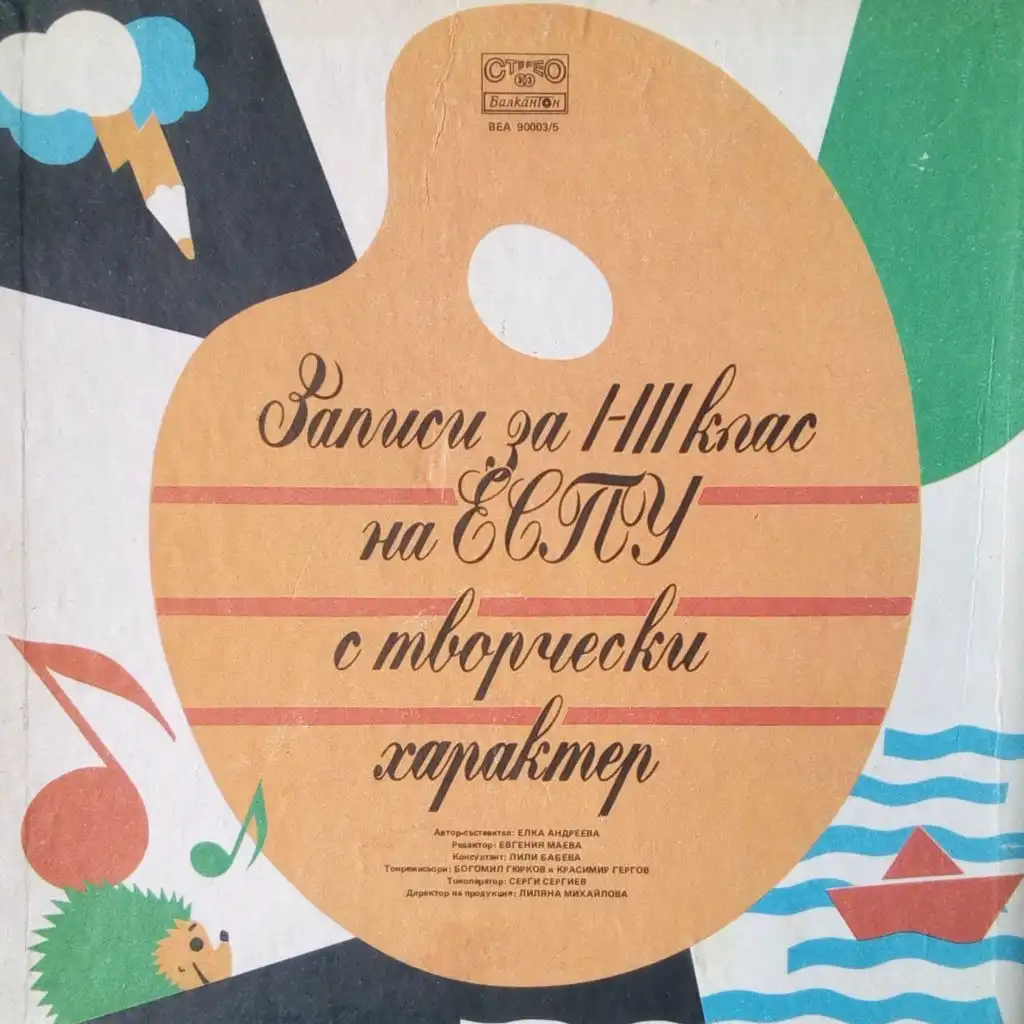 СТЕРЕО
Балкантон
ВЕА 90003/5
Записи за I-III клас
на ЕСПУ
с творчески
характер
Автор-съставител: ЕЛКА АНДРЕЕВА
Редактор: ЕВГЕНИЯ МАЕВА
Консултант: ЛИЛИ БАБЕВА
Тонрежисьори: БОГОМИЛ ГЮРКОВ и КРАСИМИР ГЕРГОВ
Тоноператор: СЕРГИ СЕРГИЕВ
Директор на продукция: ЛИЛЯНА МИХАЙЛОВА